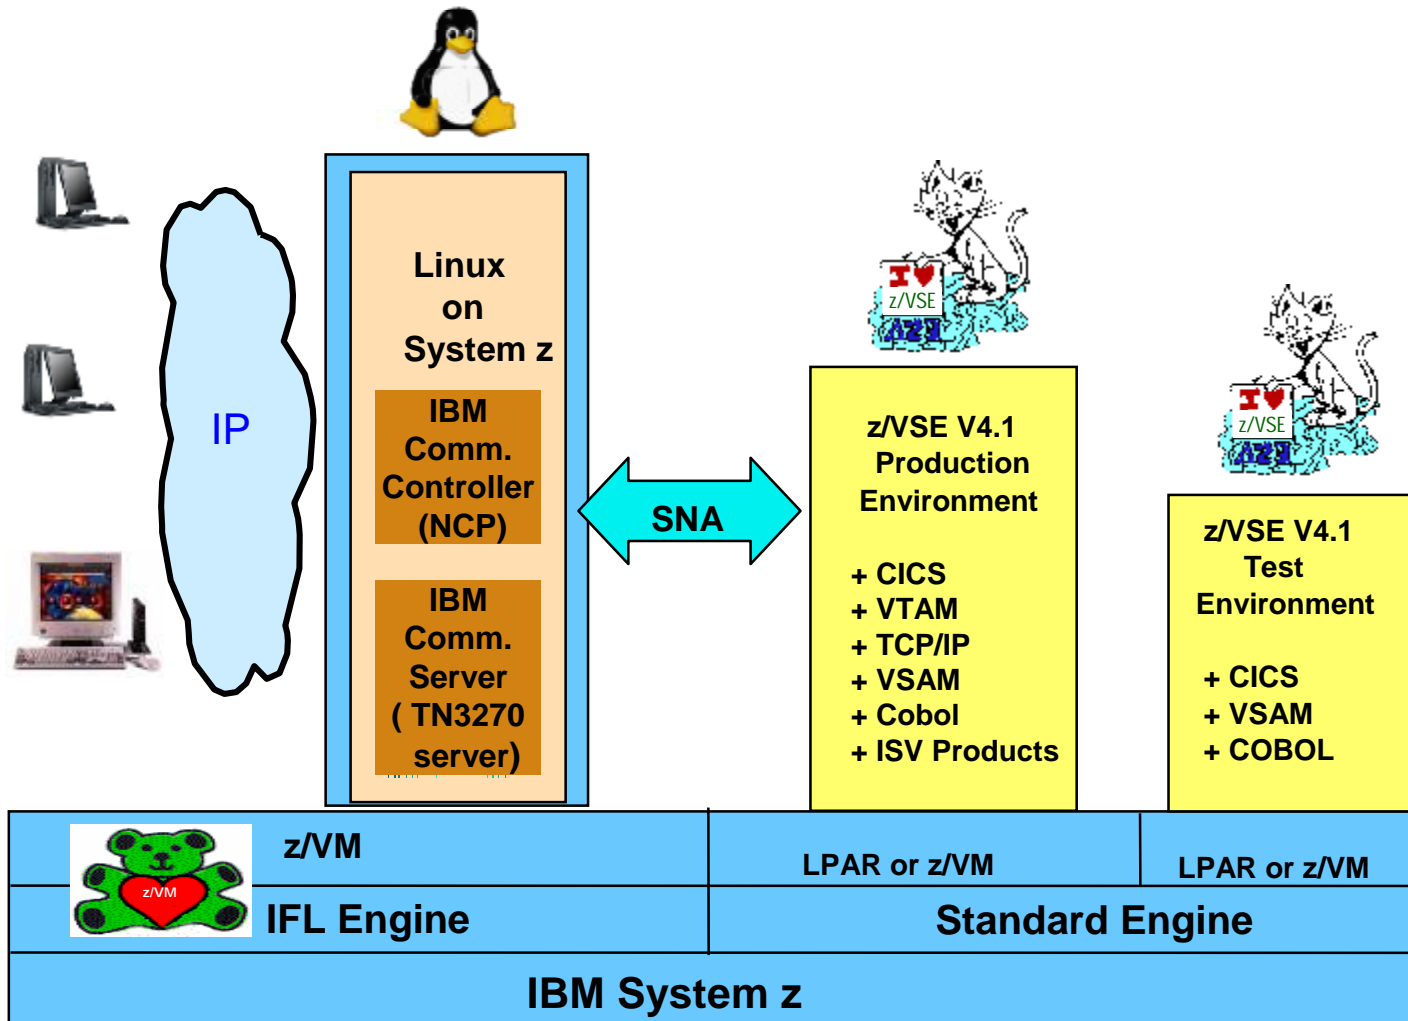 Linux
on
System z
IBM
Comm.
Controller
(NCP)
IBM
Comm.
Server
( TN3270
server)
IP
SNA
I ♥
z/VSE
z/VSE V4.1
Production
Environment
+ CICS
+ VTAM
+ TCP/IP
+ VSAM
+ Cobol
+ ISV Products
I ♥
z/VSE
z/VSE V4.1
Test
Environment
+ CICS
+ VSAM
+ COBOL
z/VM
z/VM
LPAR or z/VM
LPAR or z/VM
IFL Engine
Standard Engine
IBM System z